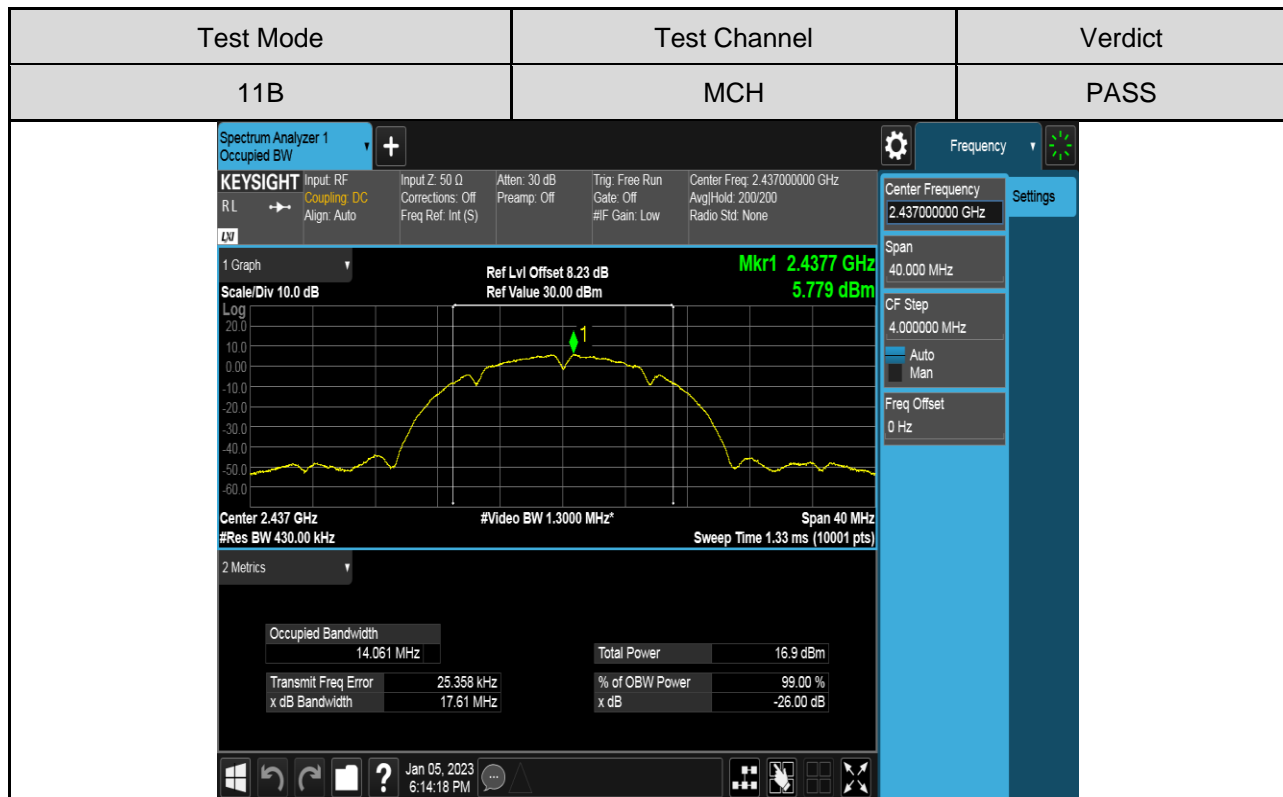 Test Mode Test Channel Verdict
11B MCH PASS
Spectrum Analyzer 1
Occupied BW
+
Frequency
KEYSIGHT
RL
LXI
Input: RF
Coupling: DC
Align: Auto
Input Z: 50 Ω
Corrections: Off
Freq Ref: Int (S)
Atten: 30 dB
Preamp: Off
Trig: Free Run
Gate: Off
#IF Gain: Low
Center Freq: 2.437000000 GHz
Avg|Hold: 200/200
Radio Std: None
Center Frequency
2.437000000 GHz
Settings
Span
40.000 MHz
CF Step
4.000000 MHz
Auto
Man
Freq Offset
0 Hz
1 Graph
Scale/Div 10.0 dB
Ref Lvl Offset 8.23 dB
Ref Value 30.00 dBm
Mkr1 2.4377 GHz
5.779 dBm
Log
20.0
10.0
0.00
-10.0
-20.0
-30.0
-40.0
-50.0
-60.0
1
Center 2.437 GHz #Video BW 1.3000 MHz* Span 40 MHz
#Res BW 430.00 kHz Sweep Time 1.33 ms (10001 pts)
2 Metrics
Occupied Bandwidth
14.061 MHz
Total Power 16.9 dBm
Transmit Freq Error 25.358 kHz % of OBW Power 99.00 %
x dB Bandwidth 17.61 MHz x dB -26.00 dB
?
Jan 05, 2023
6:14:18 PM